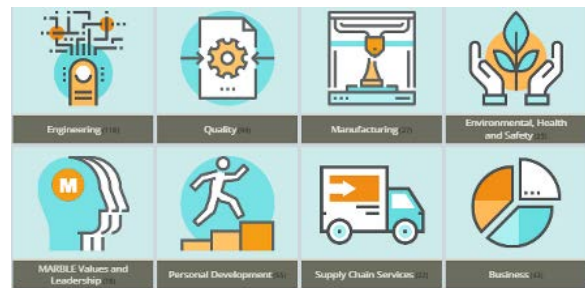 Engineering
Quality
Manufacturing
Environmental, Health
and Safety
M
MARBLE Values and
Leadership
Personal Development
Supply Chain Services
Business